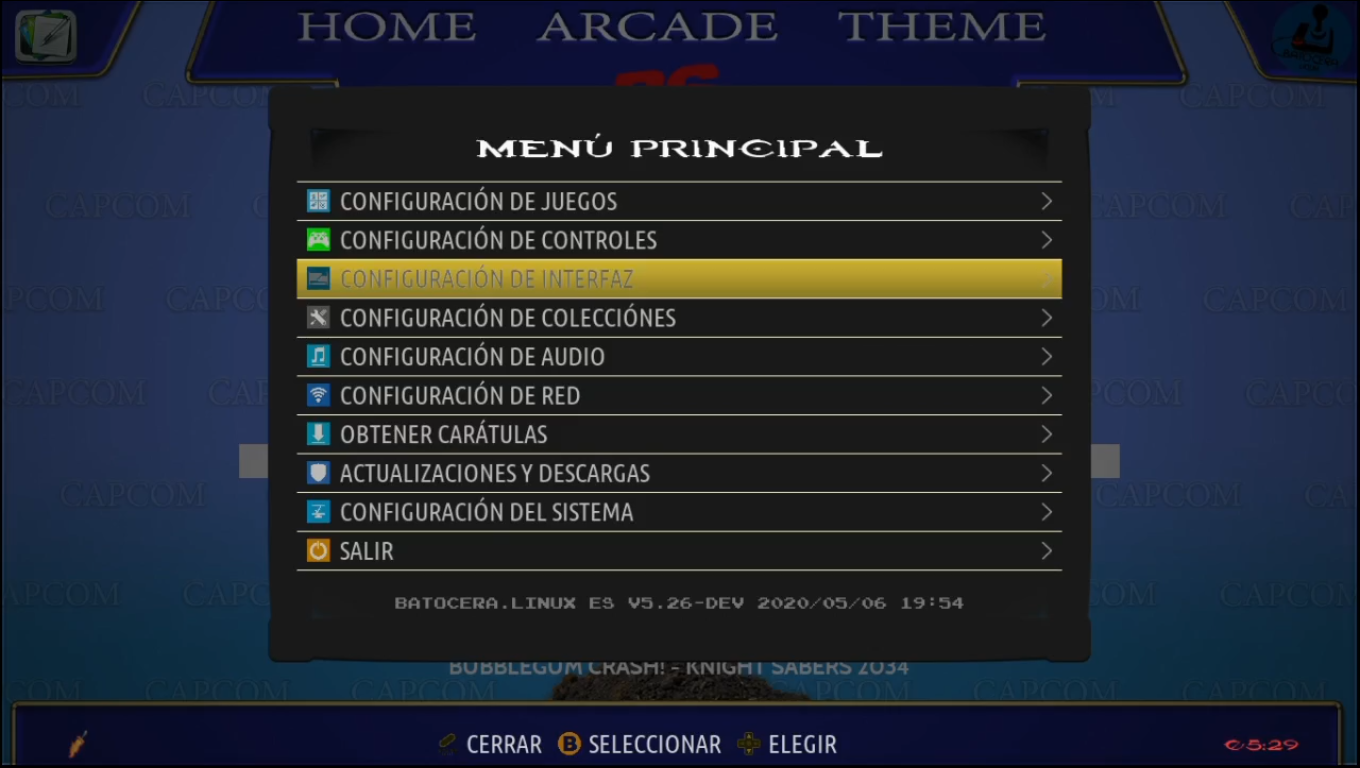 HOME ARCADE THEME
CAPCOM
MENÚ PRINCIPAL
CONFIGURACIÓN DE JUEGOS
CONFIGURACIÓN DE CONTROLES
CONFIGURACIÓN DE INTERFAZ
CONFIGURACIÓN DE COLECCIÓNES
CONFIGURACIÓN DE AUDIO
CONFIGURACIÓN DE RED
OBTENER CARÁTULAS
ACTUALIZACIONES Y DESCARGAS
CONFIGURACIÓN DEL SISTEMA
SALIR
BATOCERA.LINUX ES V5.26-DEV 2020/05/06 19:54
BUBBLEGUM CRASH! - KNIGHT SABERS 2034
CERRAR B SELECCIONAR ELEGIR
05:29